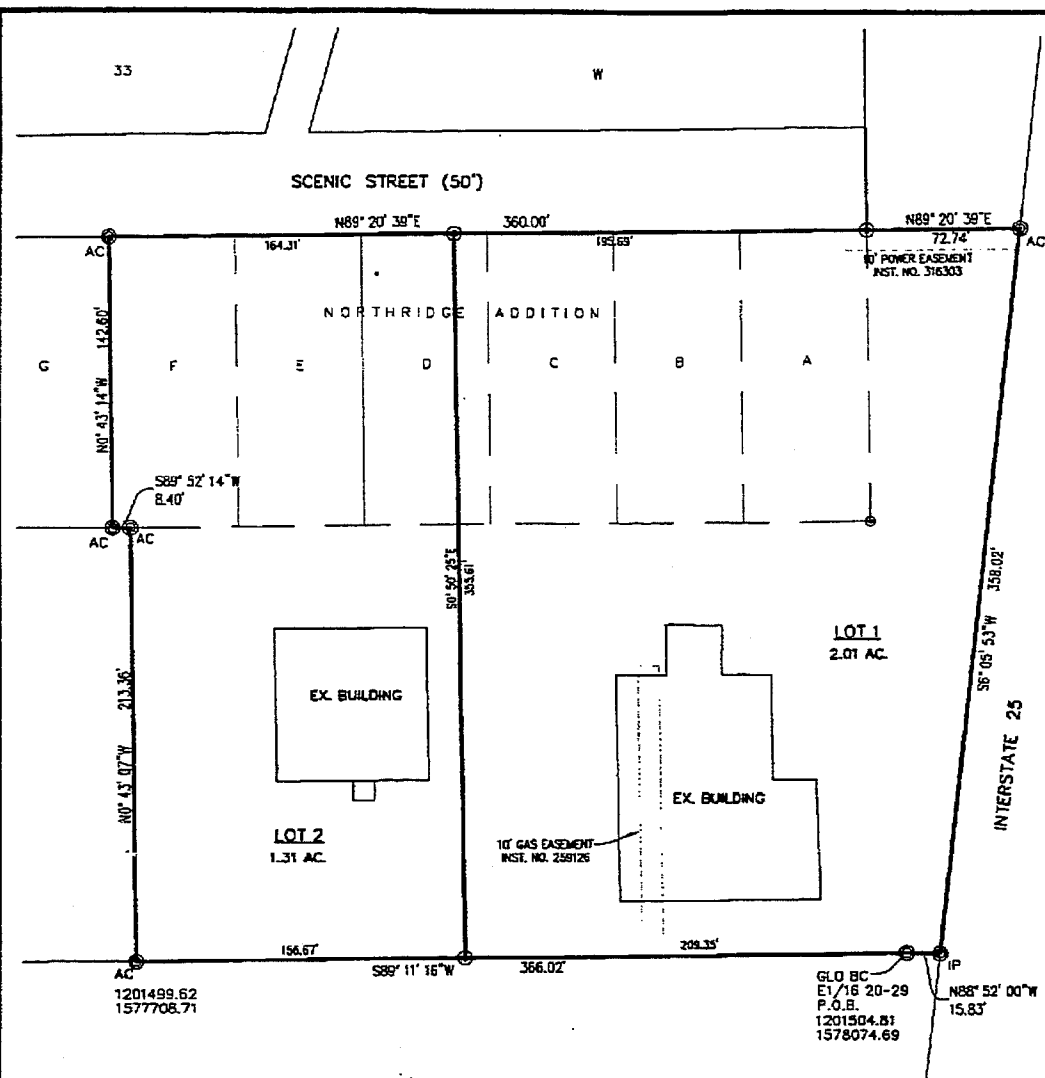 33
W
SCENIC STREET (50')
N89° 20' 39"E
360.00'
N89° 20' 39"E
164.31'
195.69'
72.74'
AC
AC
10' POWER EASEMENT
INST. NO. 316303
NORTHRIDGE ADDITION
G
F
E
D
C
B
A
N0° 43' 14"W 142.60'
S89° 52' 14"W
8.40'
AC
AC
S0° 50' 25"E
355.61'
S6° 05' 53"W 358.02'
LOT 1
2.01 AC.
EX. BUILDING
N0° 43' 07"W 213.36'
INTERSTATE 25
EX. BUILDING
LOT 2
1.31 AC.
10' GAS EASEMENT
INST. NO. 259126
156.67'
209.35'
S89° 11' 16"W
366.02'
AC
1201499.62
1577708.71
IP
GLO BC
E1/16 20-29
P.O.B.
1201504.81
1578074.69
N88° 52' 00"W
15.83'